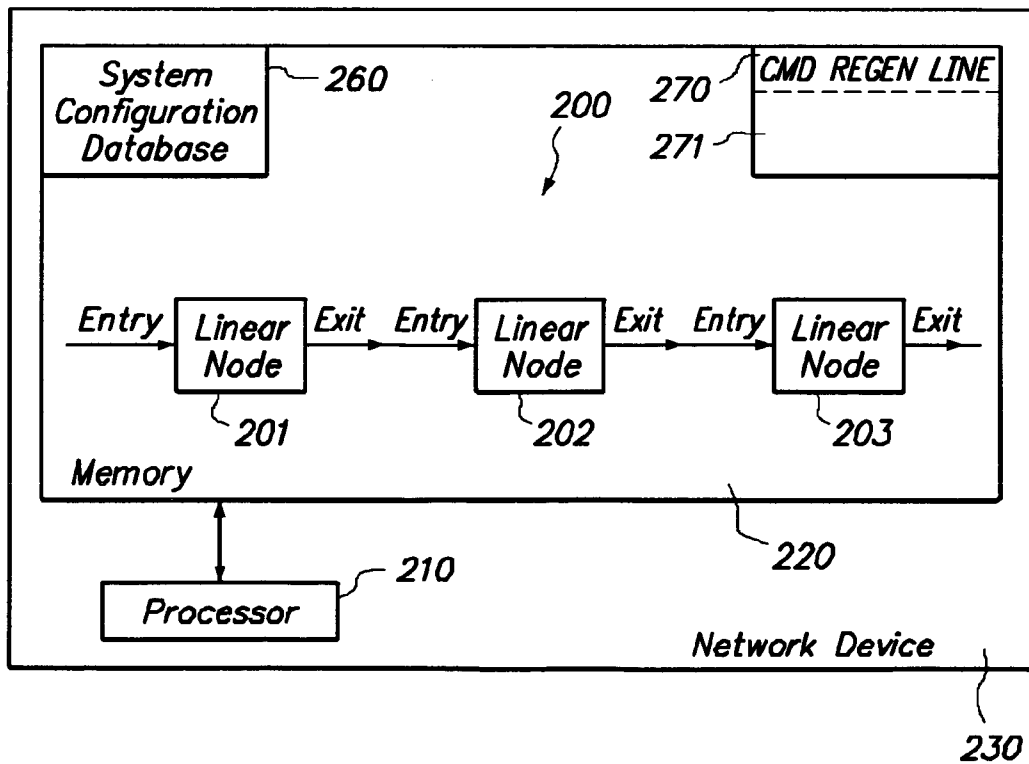 System
Configuration
Database
260
200
270
CMD REGEN LINE
271
Entry
Linear
Node
Exit
Entry
Linear
Node
Exit
Entry
Linear
Node
Exit
201
202
203
Memory
220
210
Processor
Network Device
230